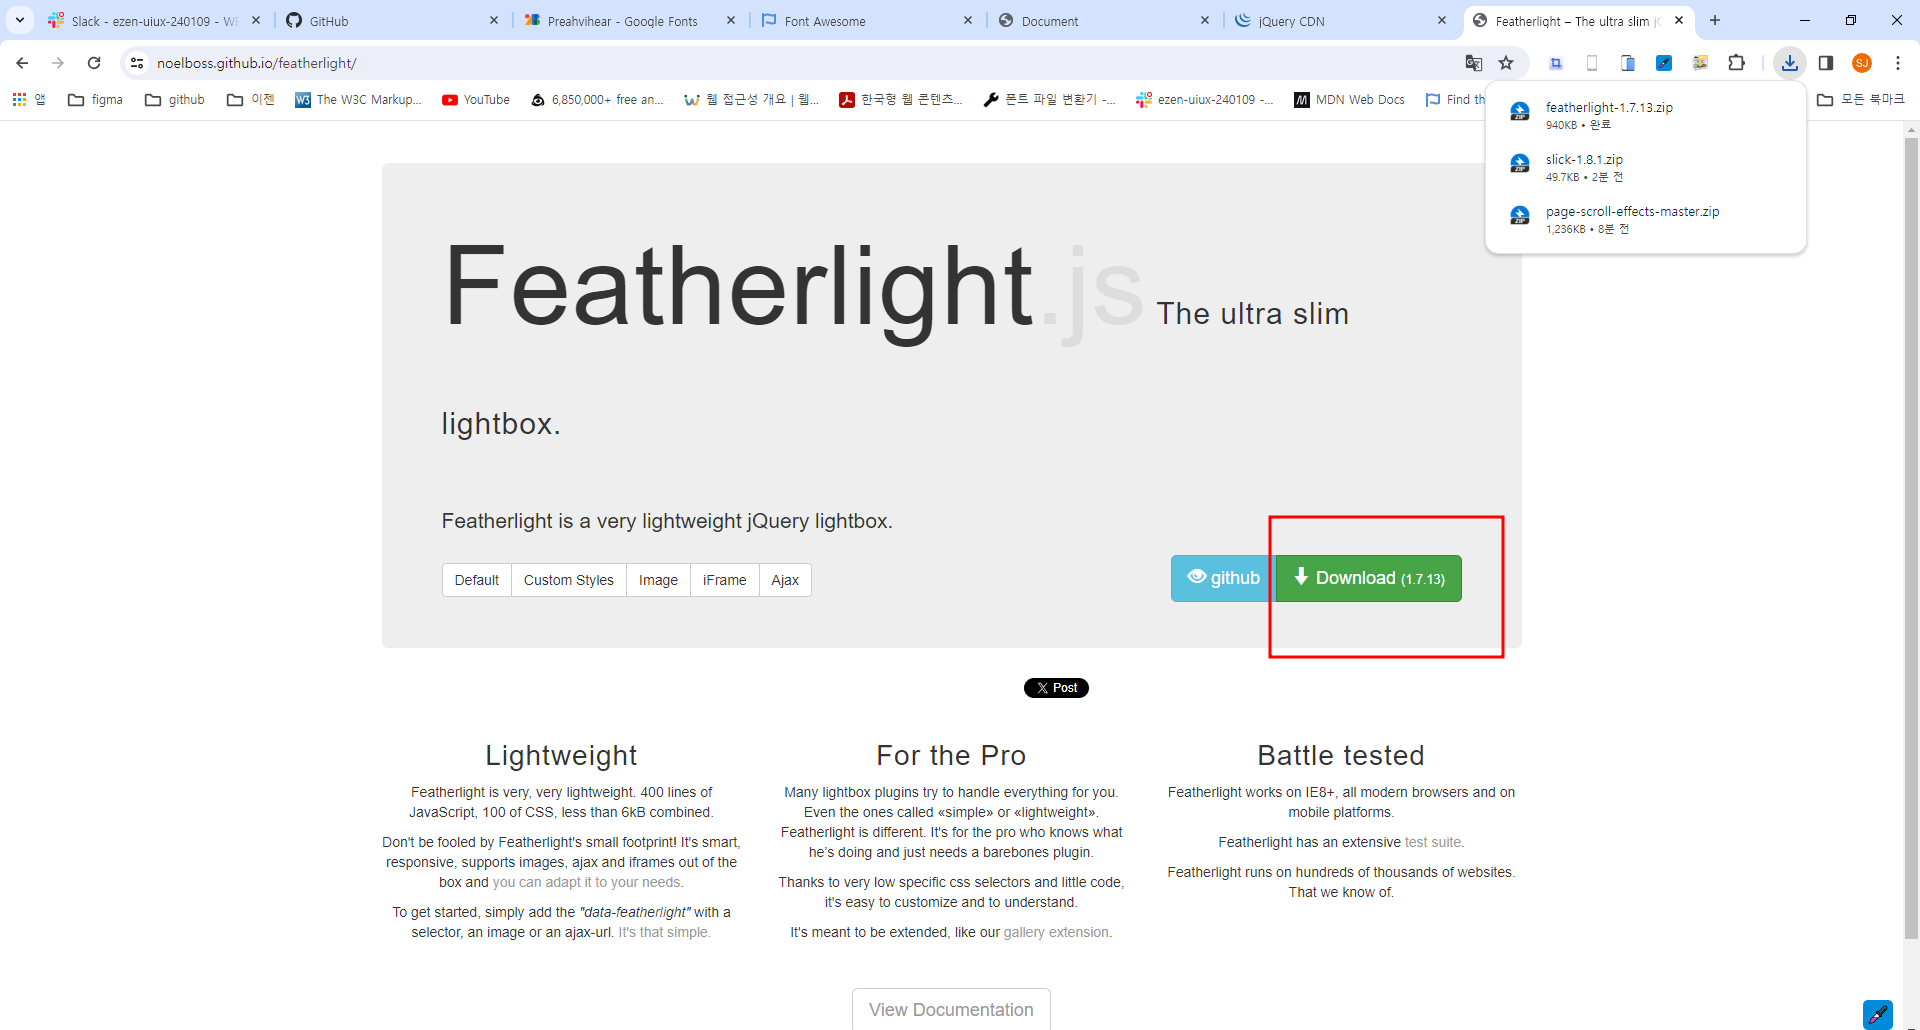 Slack - ezen-uiux-240109 - WE
GitHub
Preahvihear - Google Fonts
Font Awesome
Document
jQuery CDN
Featherlight – The ultra slim jQ
noelboss.github.io/featherlight/
SJ
앱
figma
github
이젠
W3
The W3C Markup...
YouTube
6,850,000+ free an...
웹 접근성 개요 | 웹...
한국형 웹 콘텐츠...
폰트 파일 변환기 -...
ezen-uiux-240109 -...
MDN Web Docs
Find th
모든 북마크
ZIP
featherlight-1.7.13.zip
940KB • 완료
ZIP
slick-1.8.1.zip
49.7KB • 2분 전
ZIP
page-scroll-effects-master.zip
1,236KB • 8분 전
Featherlight.js The ultra slim
lightbox.
Featherlight is a very lightweight jQuery lightbox.
Default
Custom Styles
Image
iFrame
Ajax
github
Download (1.7.13)
X Post
Lightweight
Featherlight is very, very lightweight. 400 lines of
JavaScript, 100 of CSS, less than 6kB combined.
Don't be fooled by Featherlight's small footprint! It's smart,
responsive, supports images, ajax and iframes out of the
box and you can adapt it to your needs.
To get started, simply add the "data-featherlight" with a
selector, an image or an ajax-url. It's that simple.
For the Pro
Many lightbox plugins try to handle everything for you.
Even the ones called «simple» or «lightweight».
Featherlight is different. It's for the pro who knows what
he's doing and just needs a barebones plugin.
Thanks to very low specific css selectors and little code,
it's easy to customize and to understand.
It's meant to be extended, like our gallery extension.
Battle tested
Featherlight works on IE8+, all modern browsers and on
mobile platforms.
Featherlight has an extensive test suite.
Featherlight runs on hundreds of thousands of websites.
That we know of.
View Documentation